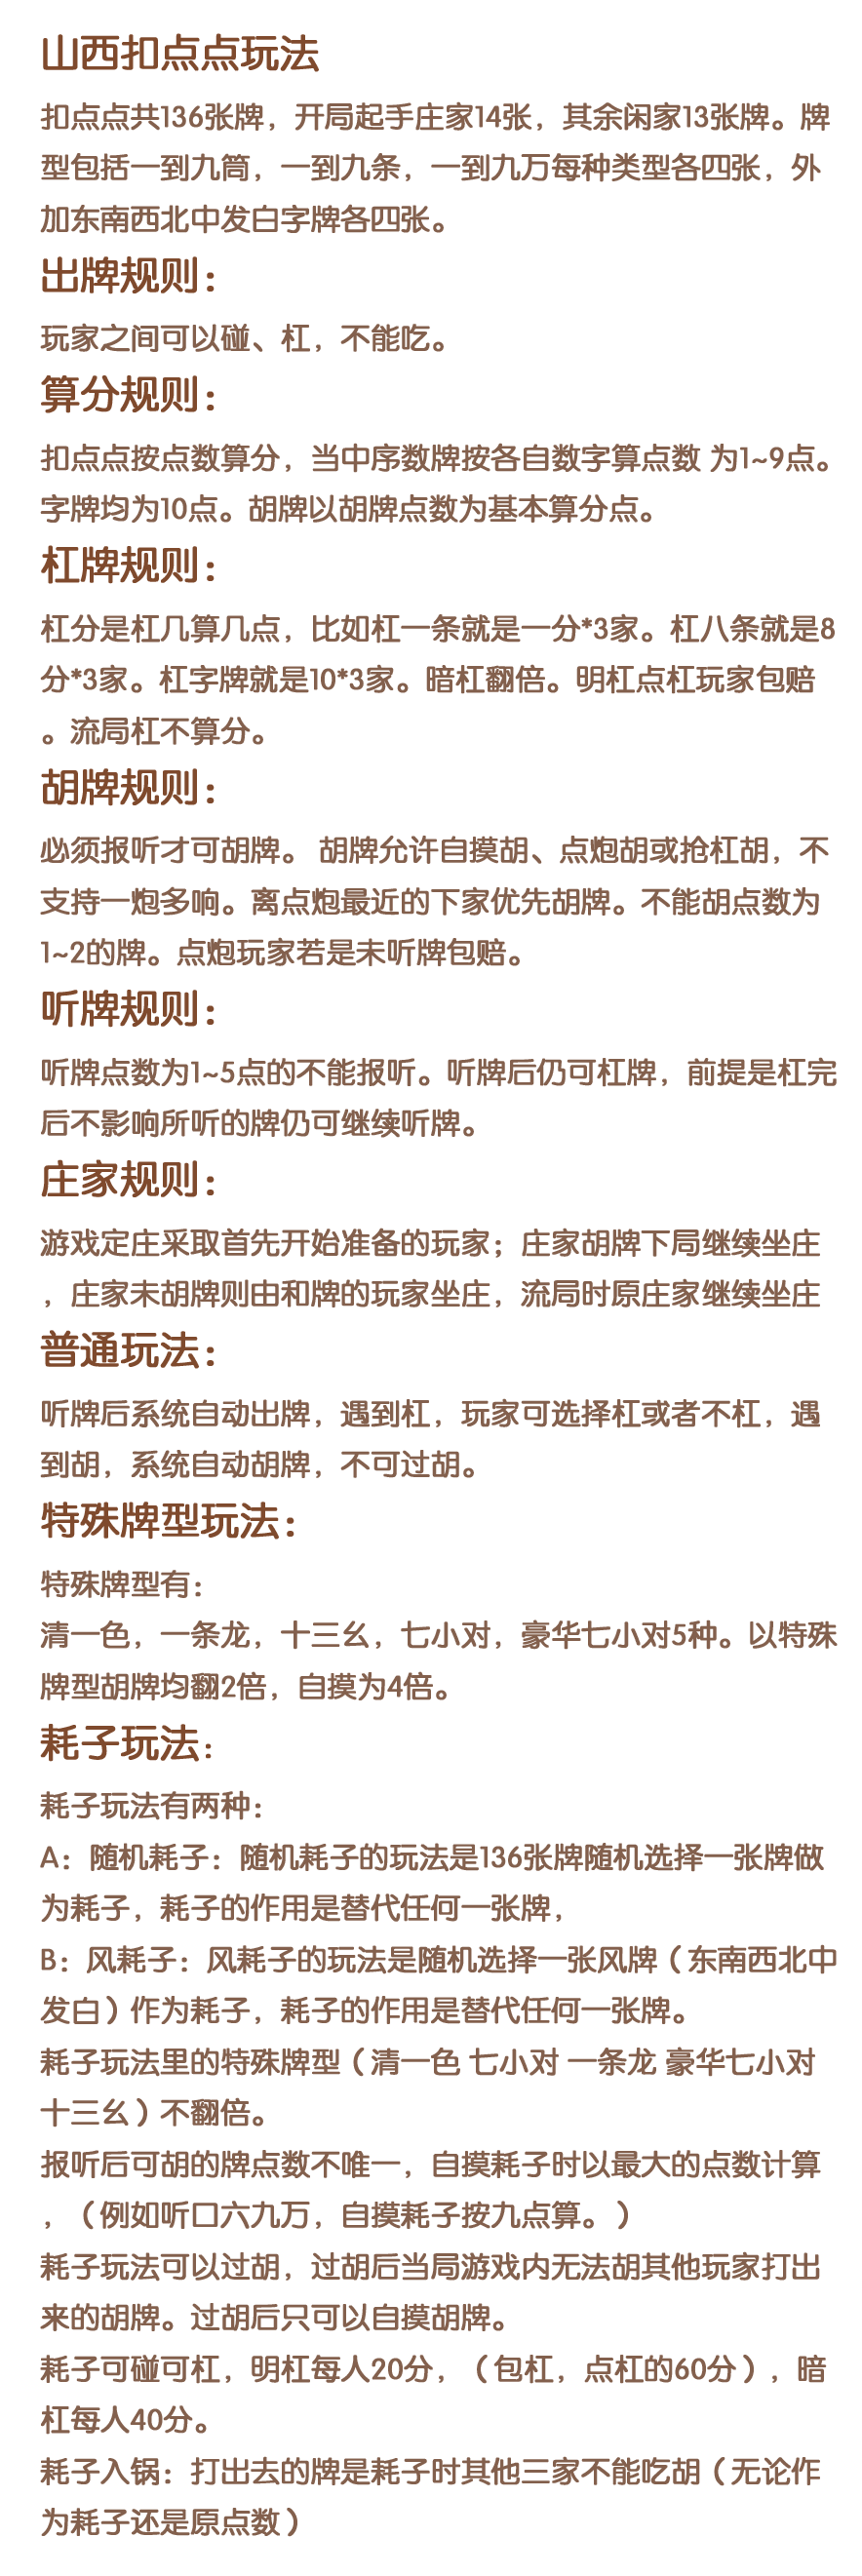 山西扣点点玩法
扣点点共136张牌，开局起手庄家14张，其余闲家13张牌。牌
型包括一到九筒，一到九条，一到九万每种类型各四张，外
加东南西北中发白字牌各四张。
出牌规则：
玩家之间可以碰、杠，不能吃。
算分规则：
扣点点按点数算分，当中序数牌按各自数字算点数 为1~9点。
字牌均为10点。胡牌以胡牌点数为基本算分点。
杠牌规则：
杠分是杠几算几点，比如杠一条就是一分*3家。杠八条就是8
分*3家。杠字牌就是10*3家。暗杠翻倍。明杠点杠玩家包赔
。流局杠不算分。
胡牌规则：
必须报听才可胡牌。 胡牌允许自摸胡、点炮胡或抢杠胡，不
支持一炮多响。离点炮最近的下家优先胡牌。不能胡点数为
1~2的牌。点炮玩家若是未听牌包赔。
听牌规则：
听牌点数为1~5点的不能报听。听牌后仍可杠牌，前提是杠完
后不影响所听的牌仍可继续听牌。
庄家规则：
游戏定庄采取首先开始准备的玩家；庄家胡牌下局继续坐庄
，庄家未胡牌则由和牌的玩家坐庄，流局时原庄家继续坐庄
普通玩法：
听牌后系统自动出牌，遇到杠，玩家可选择杠或者不杠，遇
到胡，系统自动胡牌，不可过胡。
特殊牌型玩法：
特殊牌型有：
清一色，一条龙，十三幺，七小对，豪华七小对5种。以特殊
牌型胡牌均翻2倍，自摸为4倍。
耗子玩法：
耗子玩法有两种：
A：随机耗子：随机耗子的玩法是136张牌随机选择一张牌做
为耗子，耗子的作用是替代任何一张牌，
B：风耗子：风耗子的玩法是随机选择一张风牌（东南西北中
发白）作为耗子，耗子的作用是替代任何一张牌。
耗子玩法里的特殊牌型（清一色 七小对 一条龙 豪华七小对
十三幺）不翻倍。
报听后可胡的牌点数不唯一，自摸耗子时以最大的点数计算
，（例如听口六九万，自摸耗子按九点算。）
耗子玩法可以过胡，过胡后当局游戏内无法胡其他玩家打出
来的胡牌。过胡后只可以自摸胡牌。
耗子可碰可杠，明杠每人20分，（包杠，点杠的60分），暗
杠每人40分。
耗子入锅：打出去的牌是耗子时其他三家不能吃胡（无论作
为耗子还是原点数）